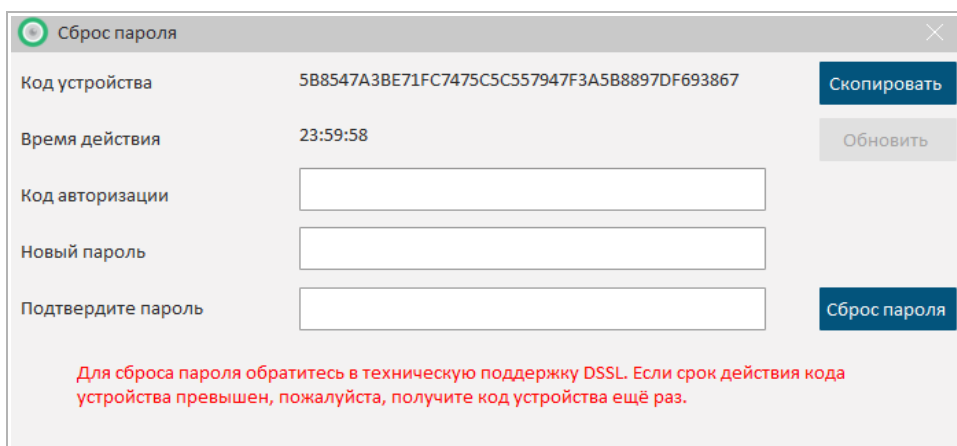 Сброс пароля
Код устройства 5B8547A3BE71FC7475C5C557947F3A5B8897DF693867 Скопировать
Время действия 23:59:58 Обновить
Код авторизации
Новый пароль
Подтвердите пароль Сброс пароля
Для сброса пароля обратитесь в техническую поддержку DSSL. Если срок действия кода
устройства превышен, пожалуйста, получите код устройства ещё раз.